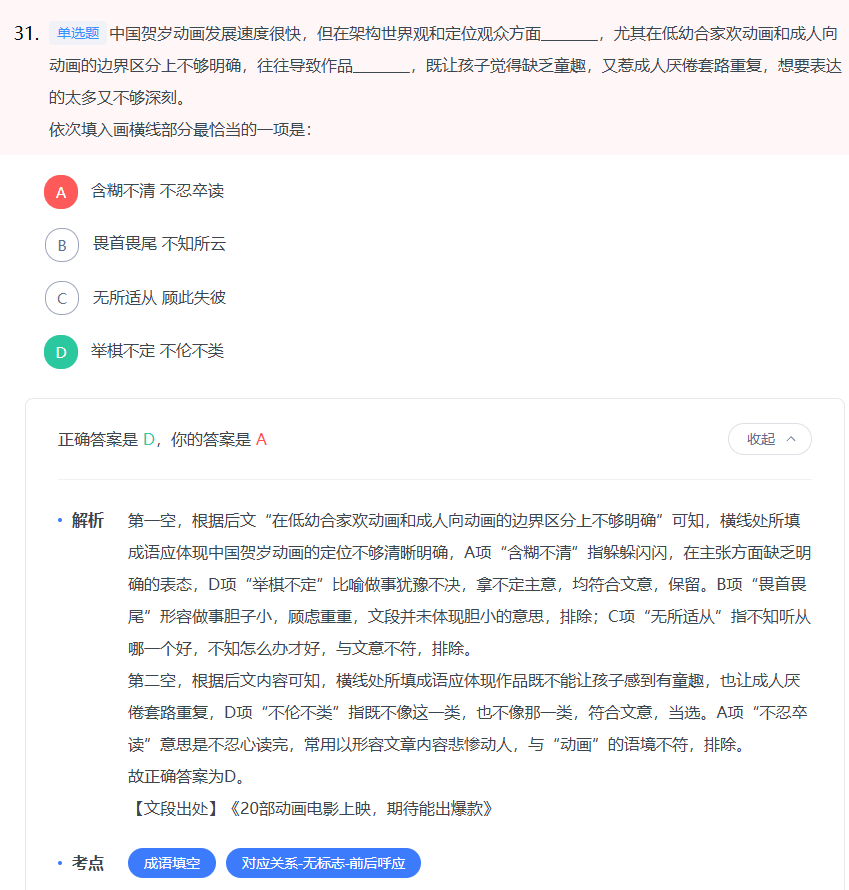 31. 单选题 中国贺岁动画发展速度很快，但在架构世界观和定位观众方面_______，尤其在低幼合家欢动画和成人向
动画的边界区分上不够明确，往往导致作品_______，既让孩子觉得缺乏童趣，又惹成人厌倦套路重复，想要表达
的太多又不够深刻。
依次填入画横线部分最恰当的一项是：
A 含糊不清 不忍卒读
B 畏首畏尾 不知所云
C 无所适从 顾此失彼
D 举棋不定 不伦不类
正确答案是 D，你的答案是 A
收起
解析 第一空，根据后文“在低幼合家欢动画和成人向动画的边界区分上不够明确”可知，横线处所填
成语应体现中国贺岁动画的定位不够清晰明确，A项“含糊不清”指躲躲闪闪，在主张方面缺乏明
确的表态，D项“举棋不定”比喻做事犹豫不决，拿不定主意，均符合文意，保留。B项“畏首畏
尾”形容做事胆子小，顾虑重重，文段并未体现胆小的意思，排除；C项“无所适从”指不知听从
哪一个好，不知怎么办才好，与文意不符，排除。
第二空，根据后文内容可知，横线处所填成语应体现作品既不能让孩子感到有童趣，也让成人厌
倦套路重复，D项“不伦不类”指既不像这一类，也不像那一类，符合文意，当选。A项“不忍卒
读”意思是不忍心读完，常用以形容文章内容悲惨动人，与“动画”的语境不符，排除。
故正确答案为D。
【文段出处】《20部动画电影上映，期待能出爆款》
考点 成语填空 对应关系-无标志-前后呼应